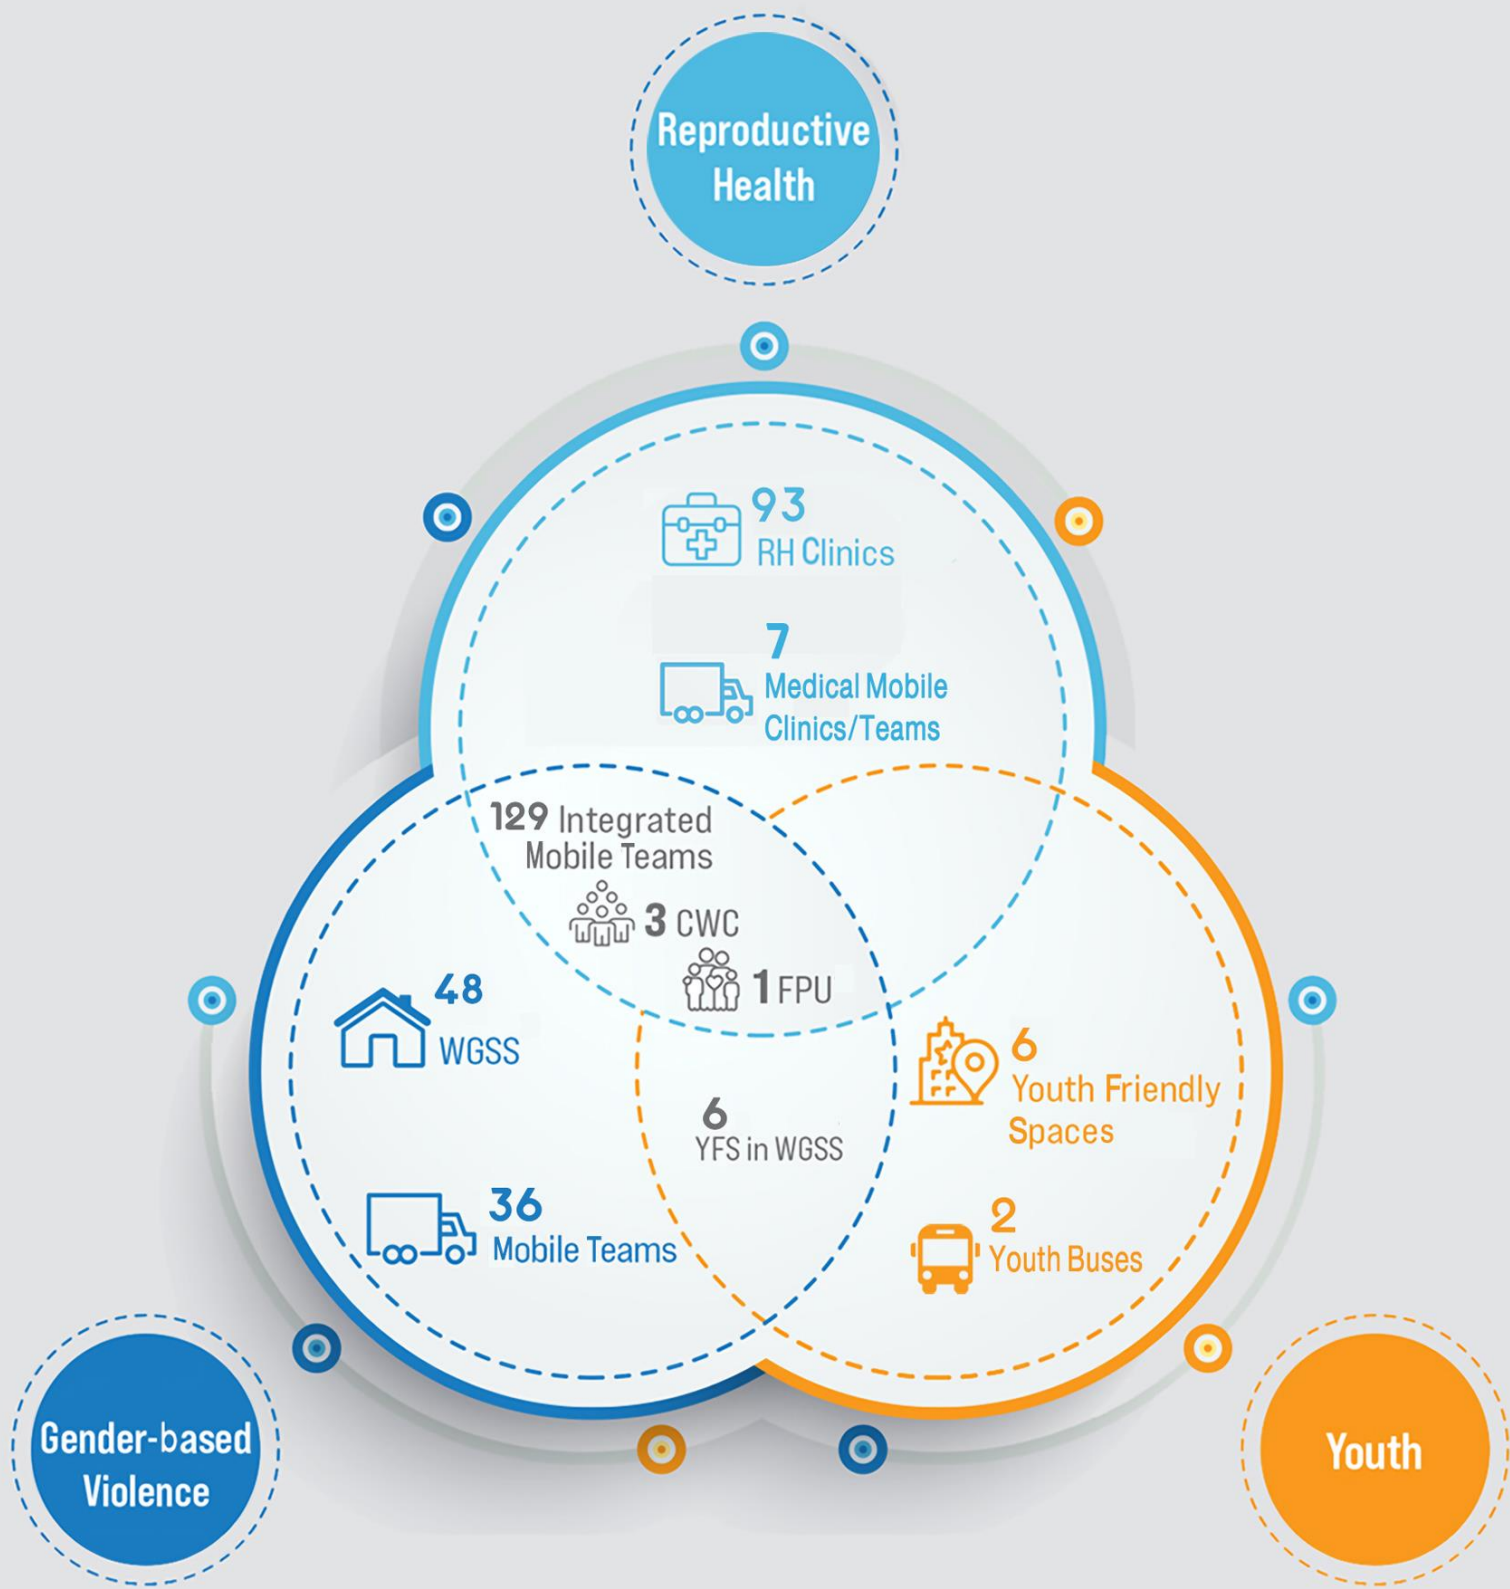 Reproductive
Health
93
RH Clinics
7
Medical Mobile
Clinics/Teams
129 Integrated
Mobile Teams
3 CWC
1 FPU
48
WGSS
6
Youth Friendly
Spaces
6
YFS in WGSS
36
Mobile Teams
2
Youth Buses
Gender-based
Violence
Youth